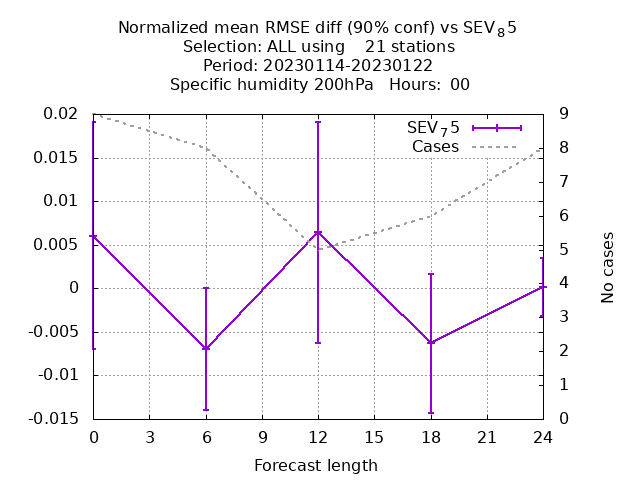 Normalized mean RMSE diff (90% conf) vs SEV₈5
Selection: ALL using 21 stations
Period: 20230114-20230122
Specific humidity 200hPa Hours: 00
SEV₇5
Cases
0.02
0.015
0.01
0.005
0
-0.005
-0.01
-0.015
9
8
7
6
5
4
3
2
1
0
No cases
0 3 6 9 12 15 18 21 24
Forecast length